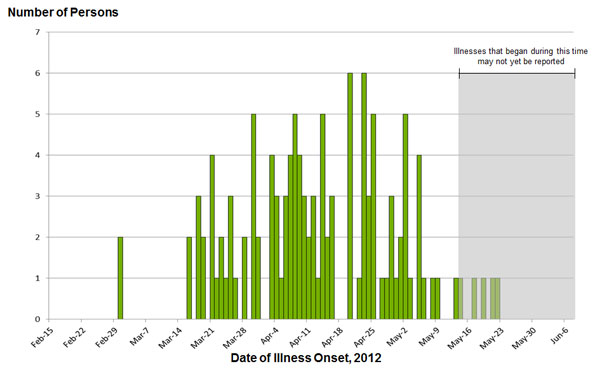 Number of Persons
7
6
5
4
3
2
1
0
Illnesses that began during this time
may not yet be reported
Feb-15
Feb-22
Feb-29
Mar-7
Mar-14
Mar-21
Mar-28
Apr-4
Apr-11
Apr-18
Apr-25
May-2
May-9
May-16
May-23
May-30
Jun-6
Date of Illness Onset, 2012